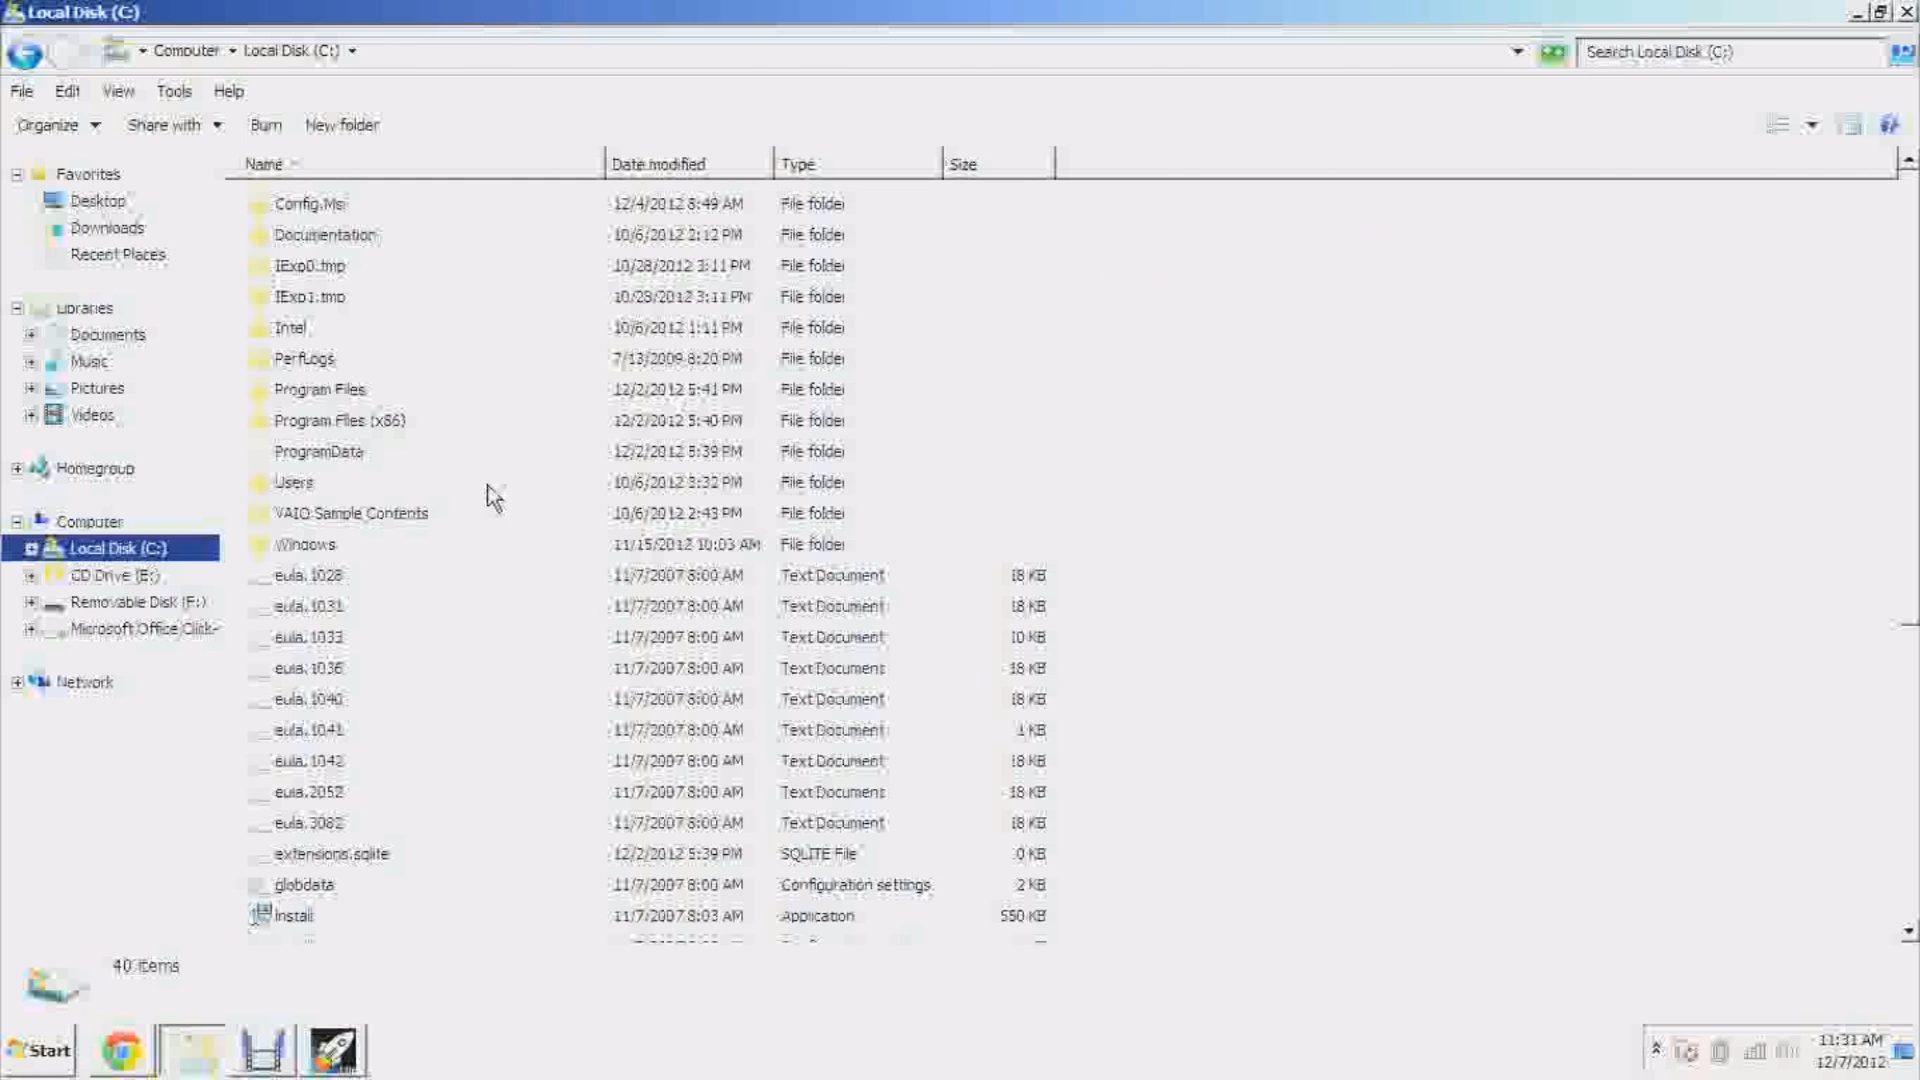 Local Disk (C:)
Computer Local Disk (C:)
Search Local Disk (C:)
File Edit View Tools Help
Organize Share with Burn New folder
Name Date modified Type Size
Favorites
Desktop
Downloads
Recent Places
Libraries
Documents
Music
Pictures
Videos
Homegroup
Computer
Local Disk (C:)
CD Drive (E:)
Removable Disk (F:)
Microsoft Office Click-
Network
Config.Msi 12/4/2012 8:49 AM File folder
Documentation 10/6/2012 2:12 PM File folder
IExp0.tmp 10/28/2012 3:11 PM File folder
IExp1.tmp 10/28/2012 3:11 PM File folder
Intel 10/6/2012 1:11 PM File folder
PerfLogs 7/13/2009 8:20 PM File folder
Program Files 12/2/2012 5:41 PM File folder
Program Files (x86) 12/2/2012 5:40 PM File folder
ProgramData 12/2/2012 5:39 PM File folder
Users 10/6/2012 3:32 PM File folder
VAIO Sample Contents 10/6/2012 2:43 PM File folder
Windows 11/15/2012 10:03 AM File folder
eula.1028 11/7/2007 8:00 AM Text Document 18 KB
eula.1031 11/7/2007 8:00 AM Text Document 18 KB
eula.1033 11/7/2007 8:00 AM Text Document 10 KB
eula.1036 11/7/2007 8:00 AM Text Document 18 KB
eula.1040 11/7/2007 8:00 AM Text Document 18 KB
eula.1041 11/7/2007 8:00 AM Text Document 1 KB
eula.1042 11/7/2007 8:00 AM Text Document 18 KB
eula.2052 11/7/2007 8:00 AM Text Document 18 KB
eula.3082 11/7/2007 8:00 AM Text Document 18 KB
extensions.sqlite 12/2/2012 5:39 PM SQLITE File 0 KB
globdata 11/7/2007 8:00 AM Configuration settings 2 KB
install 11/7/2007 8:03 AM Application 550 KB
40 items
Start
11:31 AM
12/7/2012